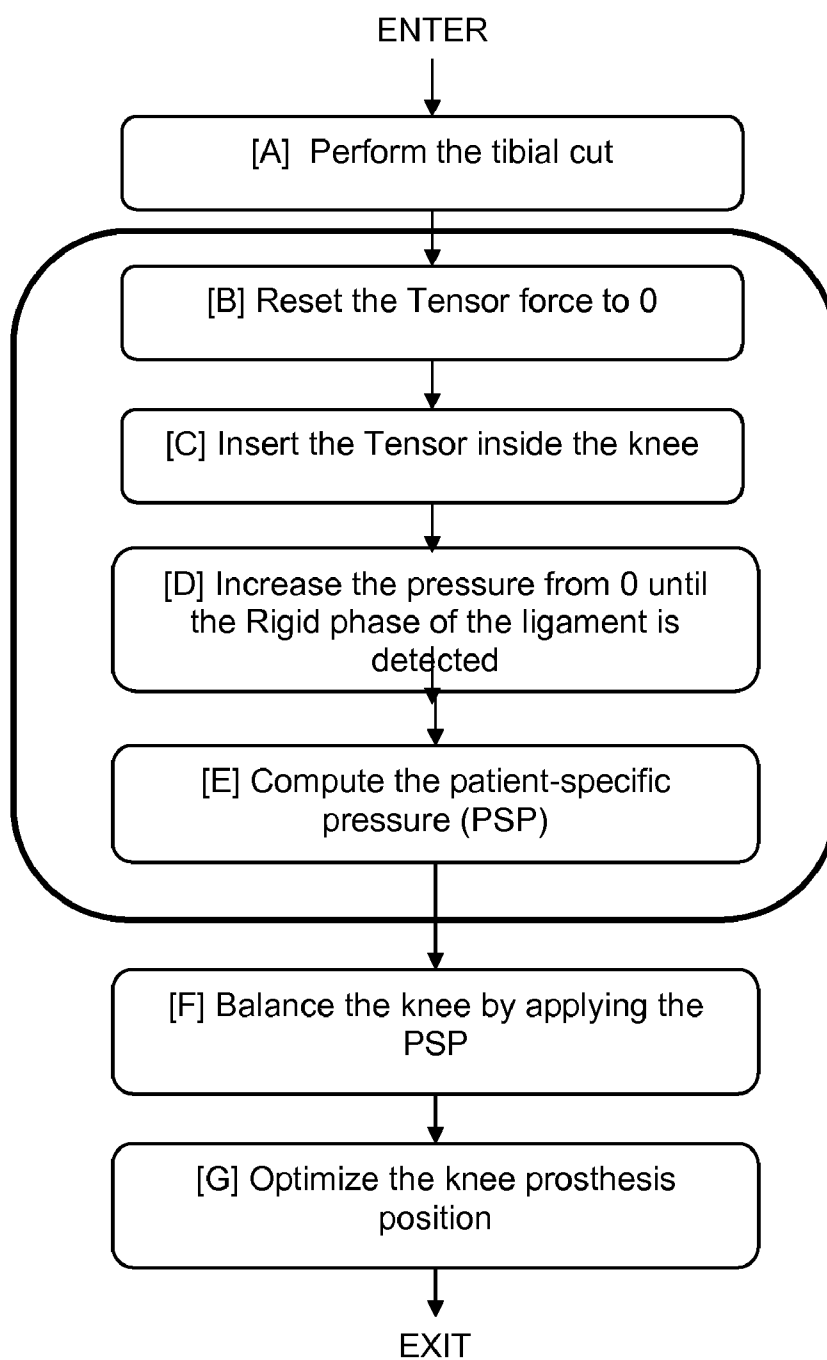 ENTER
[A] Perform the tibial cut
[B] Reset the Tensor force to 0
[C] Insert the Tensor inside the knee
[D] Increase the pressure from 0 until
the Rigid phase of the ligament is
detected
[E] Compute the patient-specific
pressure (PSP)
[F] Balance the knee by applying the
PSP
[G] Optimize the knee prosthesis
position
EXIT